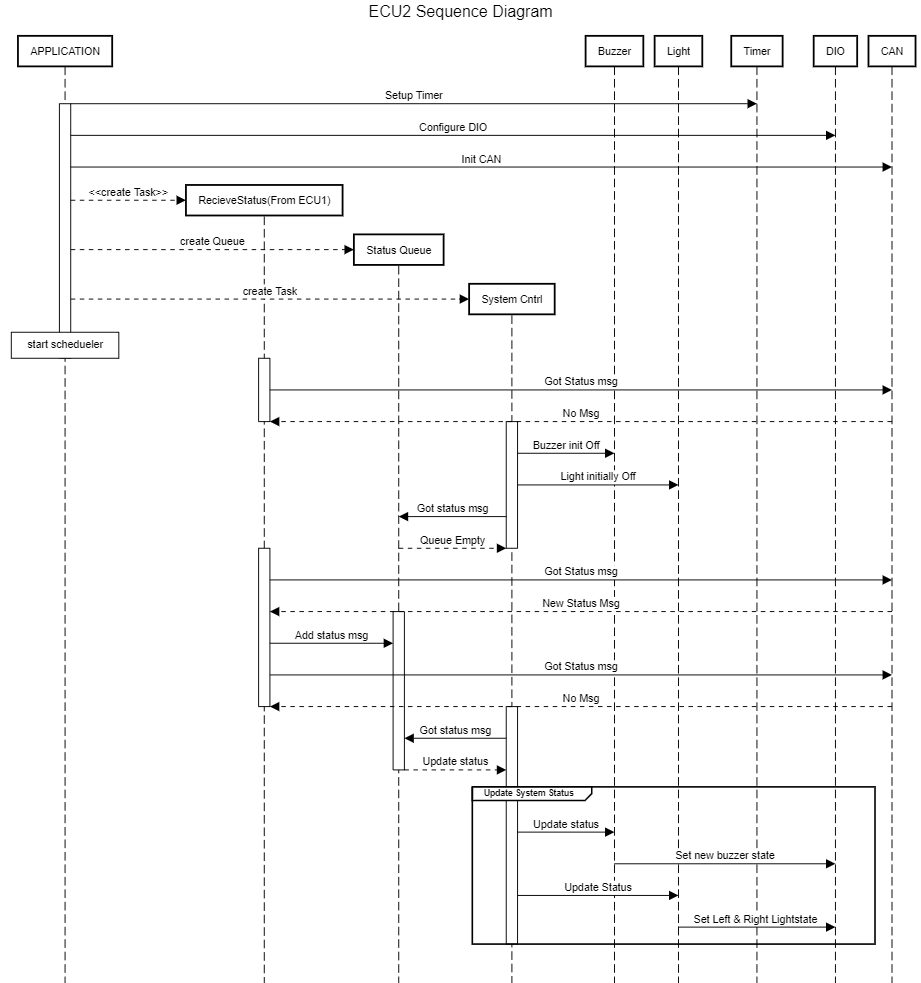 ECU2 Sequence Diagram
APPLICATION
Buzzer
Light
Timer
DIO
CAN
Setup Timer
Configure DIO
Init CAN
<<create Task>>
RecieveStatus(From ECU1)
create Queue
Status Queue
create Task
System Cntrl
start schedueler
Got Status msg
No Msg
Buzzer init Off
Light initially Off
Got status msg
Queue Empty
Got Status msg
New Status Msg
Add status msg
Got Status msg
No Msg
Got status msg
Update status
Update System Status
Update status
Set new buzzer state
Update Status
Set Left & Right Lightstate